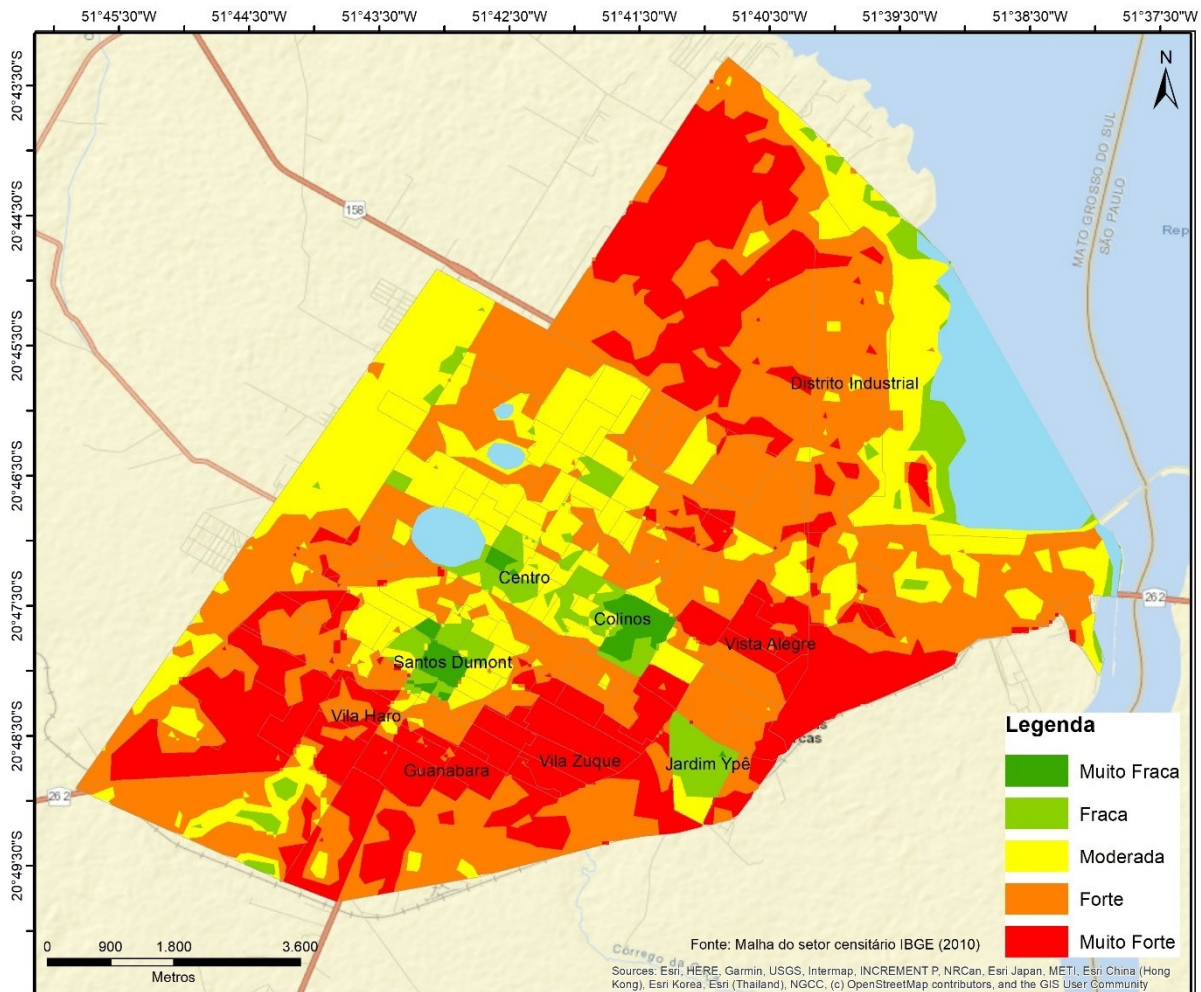 51°45'30"W 51°44'30"W 51°43'30"W 51°42'30"W 51°41'30"W 51°40'30"W 51°39'30"W 51°38'30"W 51°37'30"W
N
20°43'30"S
20°44'30"S
20°45'30"S
20°46'30"S
20°47'30"S
20°48'30"S
20°49'30"S
158
MATO GROSSO DO SUL
SÃO PAULO
Rep
Distrito Industrial
Centro
262
Colinos
Vista Alegre
Santos Dumont
Vila Haro
Vila Zuque
Jardim Ypê
Guanabara
262
Legenda
Muito Fraca
Fraca
Moderada
Forte
Muito Forte
0 900 1.800 3.600
Metros
Fonte: Malha do setor censitário IBGE (2010)
Córrego da
Sources: Esri, HERE, Garmin, USGS, Intermap, INCREMENT P, NRCan, Esri Japan, METI, Esri China (Hong
Kong), Esri Korea, Esri (Thailand), NGCC, (c) OpenStreetMap contributors, and the GIS User Community